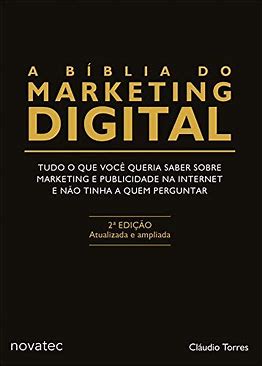 A BÍBLIA DO
MARKETING
DIGITAL
TUDO O QUE VOCÊ QUERIA SABER SOBRE
MARKETING E PUBLICIDADE NA INTERNET
E NÃO TINHA A QUEM PERGUNTAR
2ª EDIÇÃO
Atualizada e ampliada
novatec
Cláudio Torres